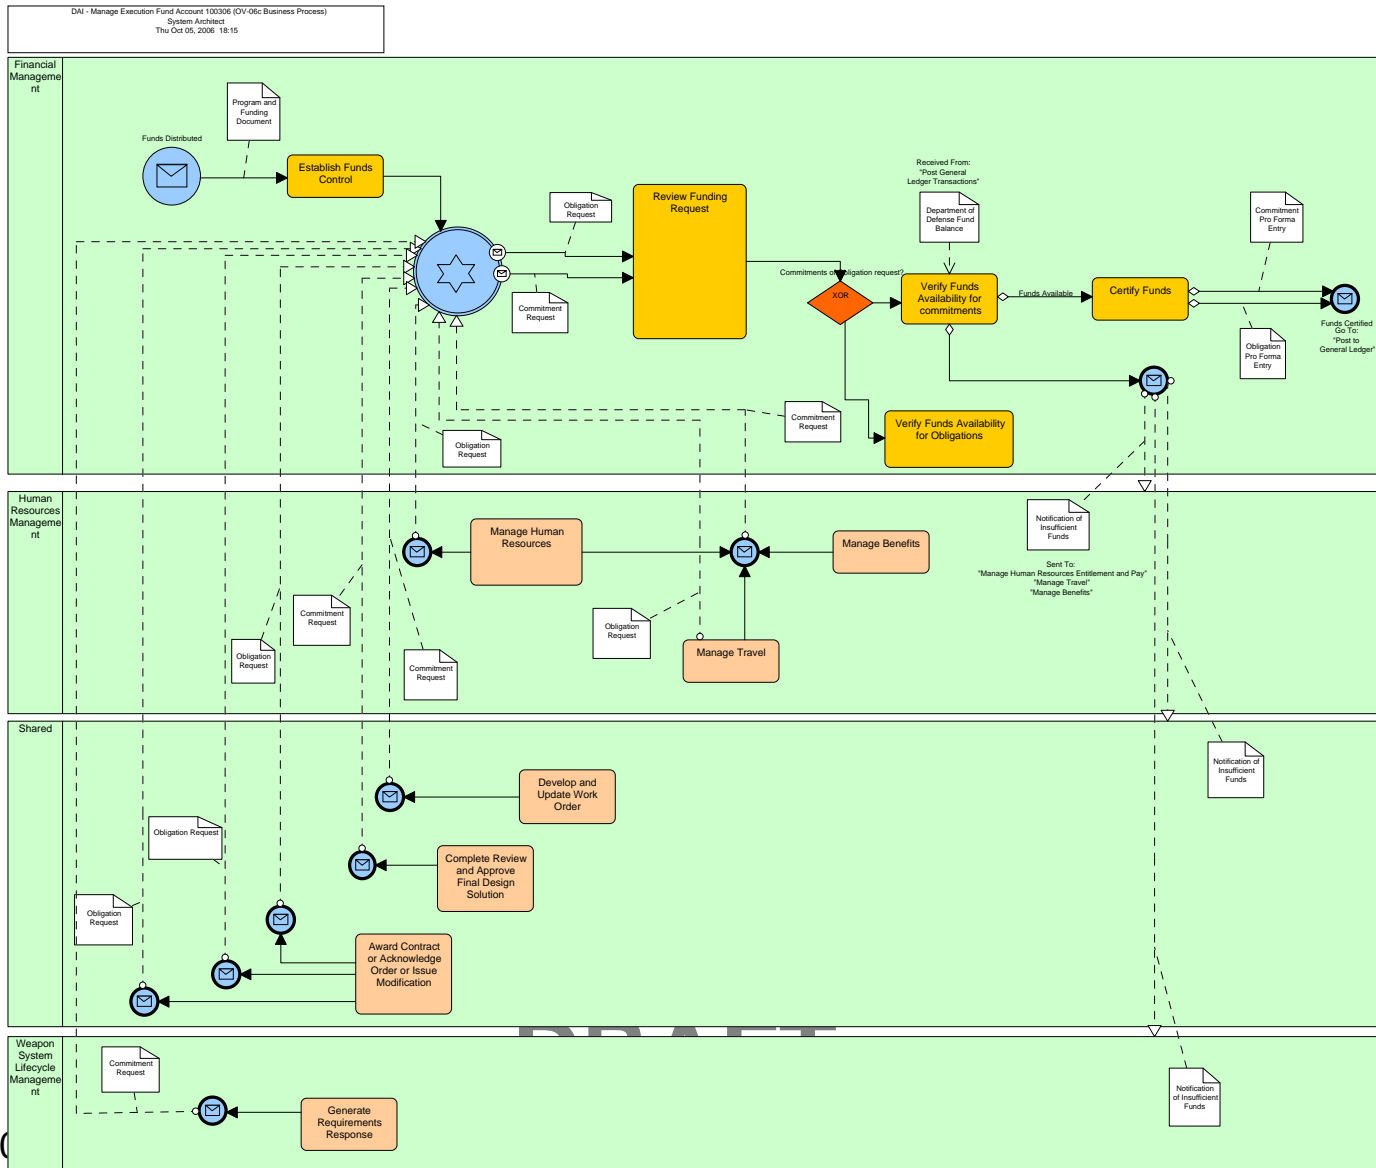 DAI - Manage Execution Fund Account 100306 (OV-06c Business Process)
System Architect
Thu Oct 05, 2006 18:15
Financial
Manageme
nt
Program and
Funding
Document
Funds Distributed
Establish Funds
Control
Obligation
Request
Commitment
Request
Review Funding
Request
Received From:
"Post General
Ledger Transactions"
Department of
Defense Fund
Balance
XOR
Verify Funds
Availability for
commitments
Funds Available
Certify Funds
Commitment
Pro Forma
Entry
Obligation
Pro Forma
Entry
Funds Certified
Go To:
"Post to
General Ledger"
Verify Funds Availability
for Obligations
Commitment
Request
Obligation
Request
Human
Resources
Manageme
nt
Manage Human
Resources
Manage Benefits
Manage Travel
Notification of
Insufficient
Funds
Sent To:
"Manage Human Resources Entitlement and Pay"
"Manage Travel"
"Manage Benefits"
Commitment
Request
Obligation
Request
Commitment
Request
Obligation
Request
Shared
Develop and
Update Work
Order
Notification of
Insufficient
Funds
Obligation Request
Complete Review
and Approve
Final Design
Solution
Obligation
Request
Award Contract
or Acknowledge
Order or Issue
Modification
Weapon
System
Lifecycle
Manageme
nt
Commitment
Request
Generate
Requirements
Response
Notification
of Insufficient
Funds